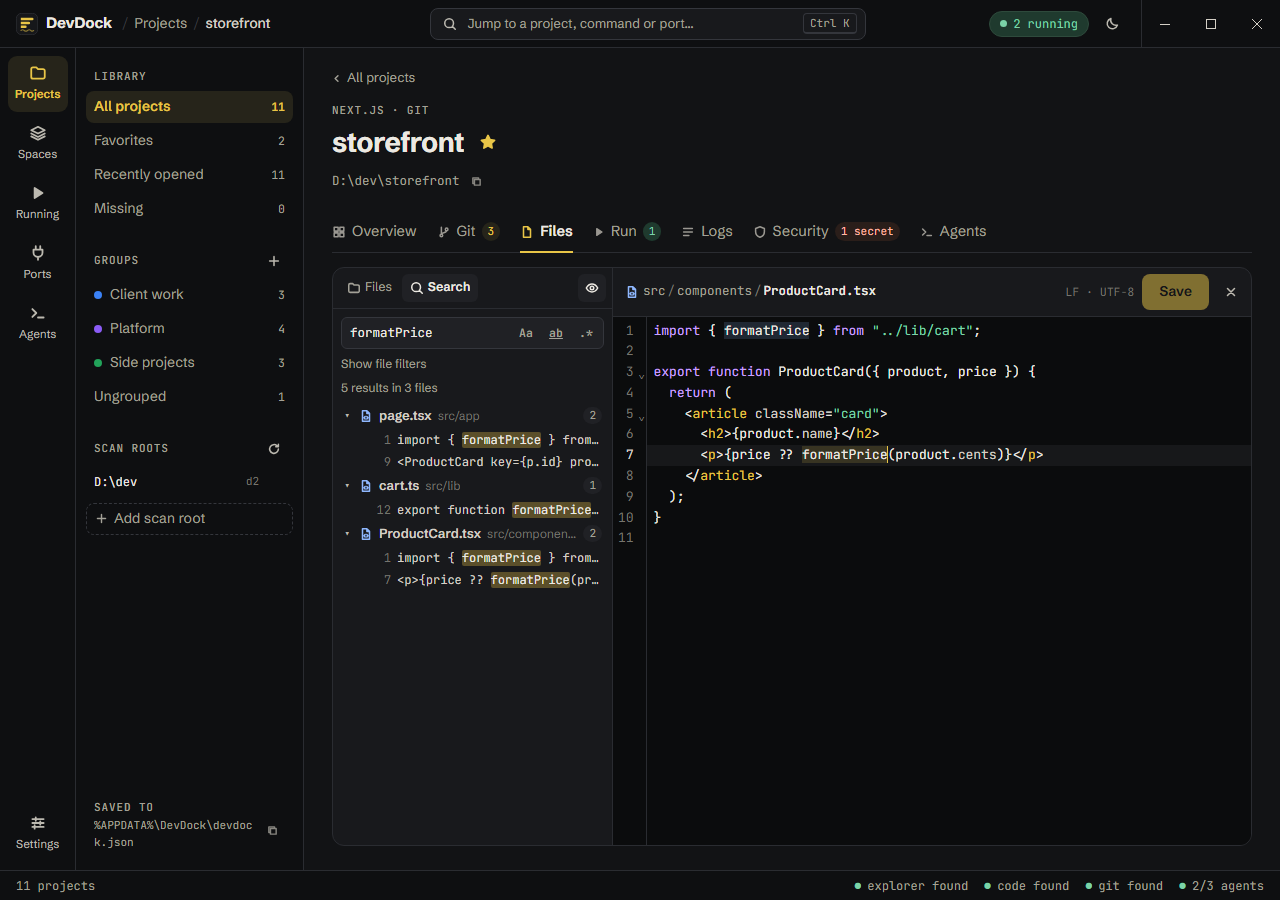 DevDock / Projects / storefront
Jump to a project, command or port... Ctrl K
2 running
Projects
Spaces
Running
Ports
Agents
Settings
LIBRARY
All projects 11
Favorites 2
Recently opened 11
Missing 0
GROUPS +
Client work 3
Platform 4
Side projects 3
Ungrouped 1
SCAN ROOTS
D:\dev d2
+ Add scan root
SAVED TO
%APPDATA%\DevDock\devdoc
k.json
‹ All projects
NEXT.JS · GIT
storefront
D:\dev\storefront
Overview Git 3 Files Run 1 Logs Security 1 secret Agents
Files Search
formatPrice Aa ab .*
Show file filters
5 results in 3 files
page.tsx src/app 2
1 import { formatPrice } from…
9 <ProductCard key={p.id} pro…
cart.ts src/lib 1
12 export function formatPrice…
ProductCard.tsx src/componen… 2
1 import { formatPrice } from…
7 <p>{price ?? formatPrice(pr…
src/components/ProductCard.tsx LF · UTF-8 Save
1 import { formatPrice } from "../lib/cart";
2
3 export function ProductCard({ product, price }) {
4 return (
5 <article className="card">
6 <h2>{product.name}</h2>
7 <p>{price ?? formatPrice(product.cents)}</p>
8 </article>
9 );
10 }
11
11 projects
explorer found code found git found 2/3 agents